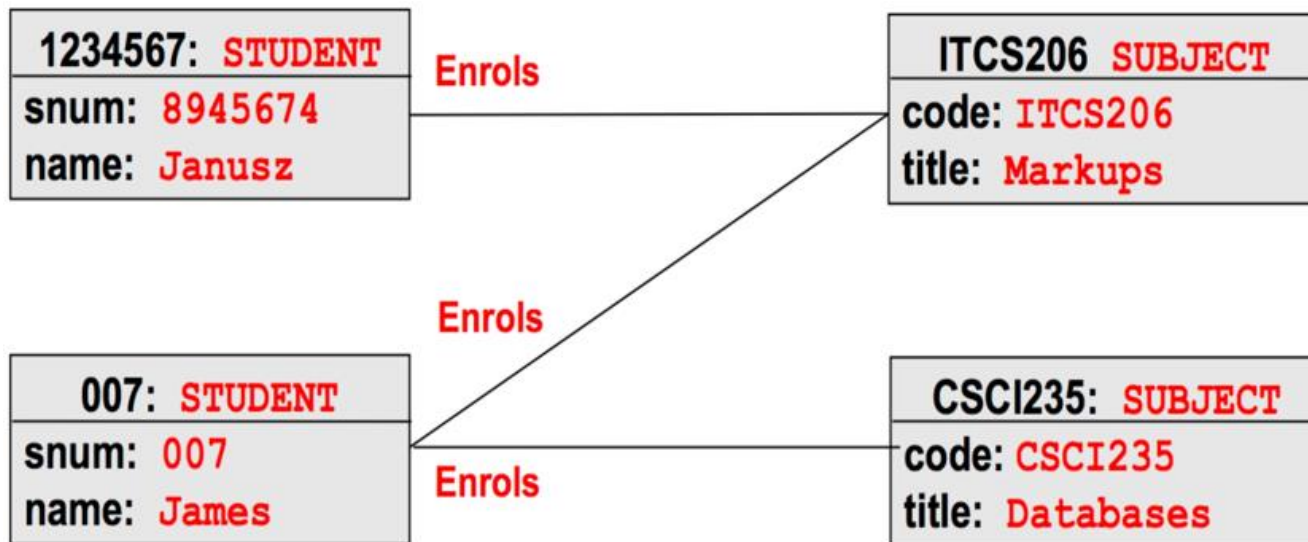 1234567: STUDENT
snum: 8945674
name: Janusz
Enrols
ITCS206 SUBJECT
code: ITCS206
title: Markups
Enrols
007: STUDENT
snum: 007
name: James
Enrols
CSCI235: SUBJECT
code: CSCI235
title: Databases